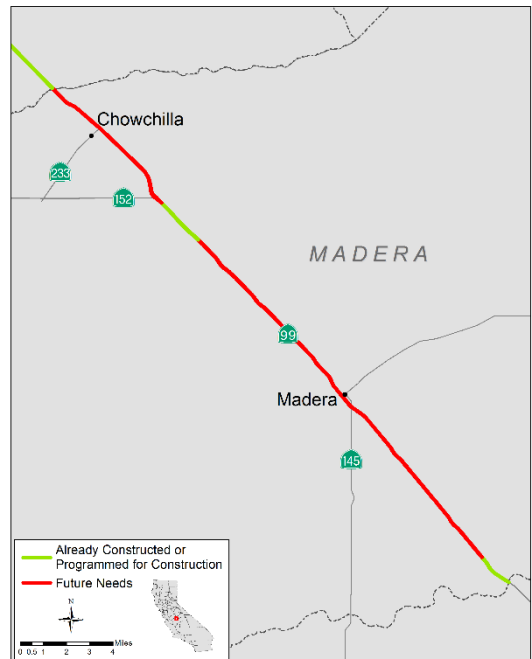 Chowchilla
233
152
MADERA
99
Madera
145
Already Constructed or
Programmed for Construction
Future Needs
N
0 0.5 1 2 3 4
Miles